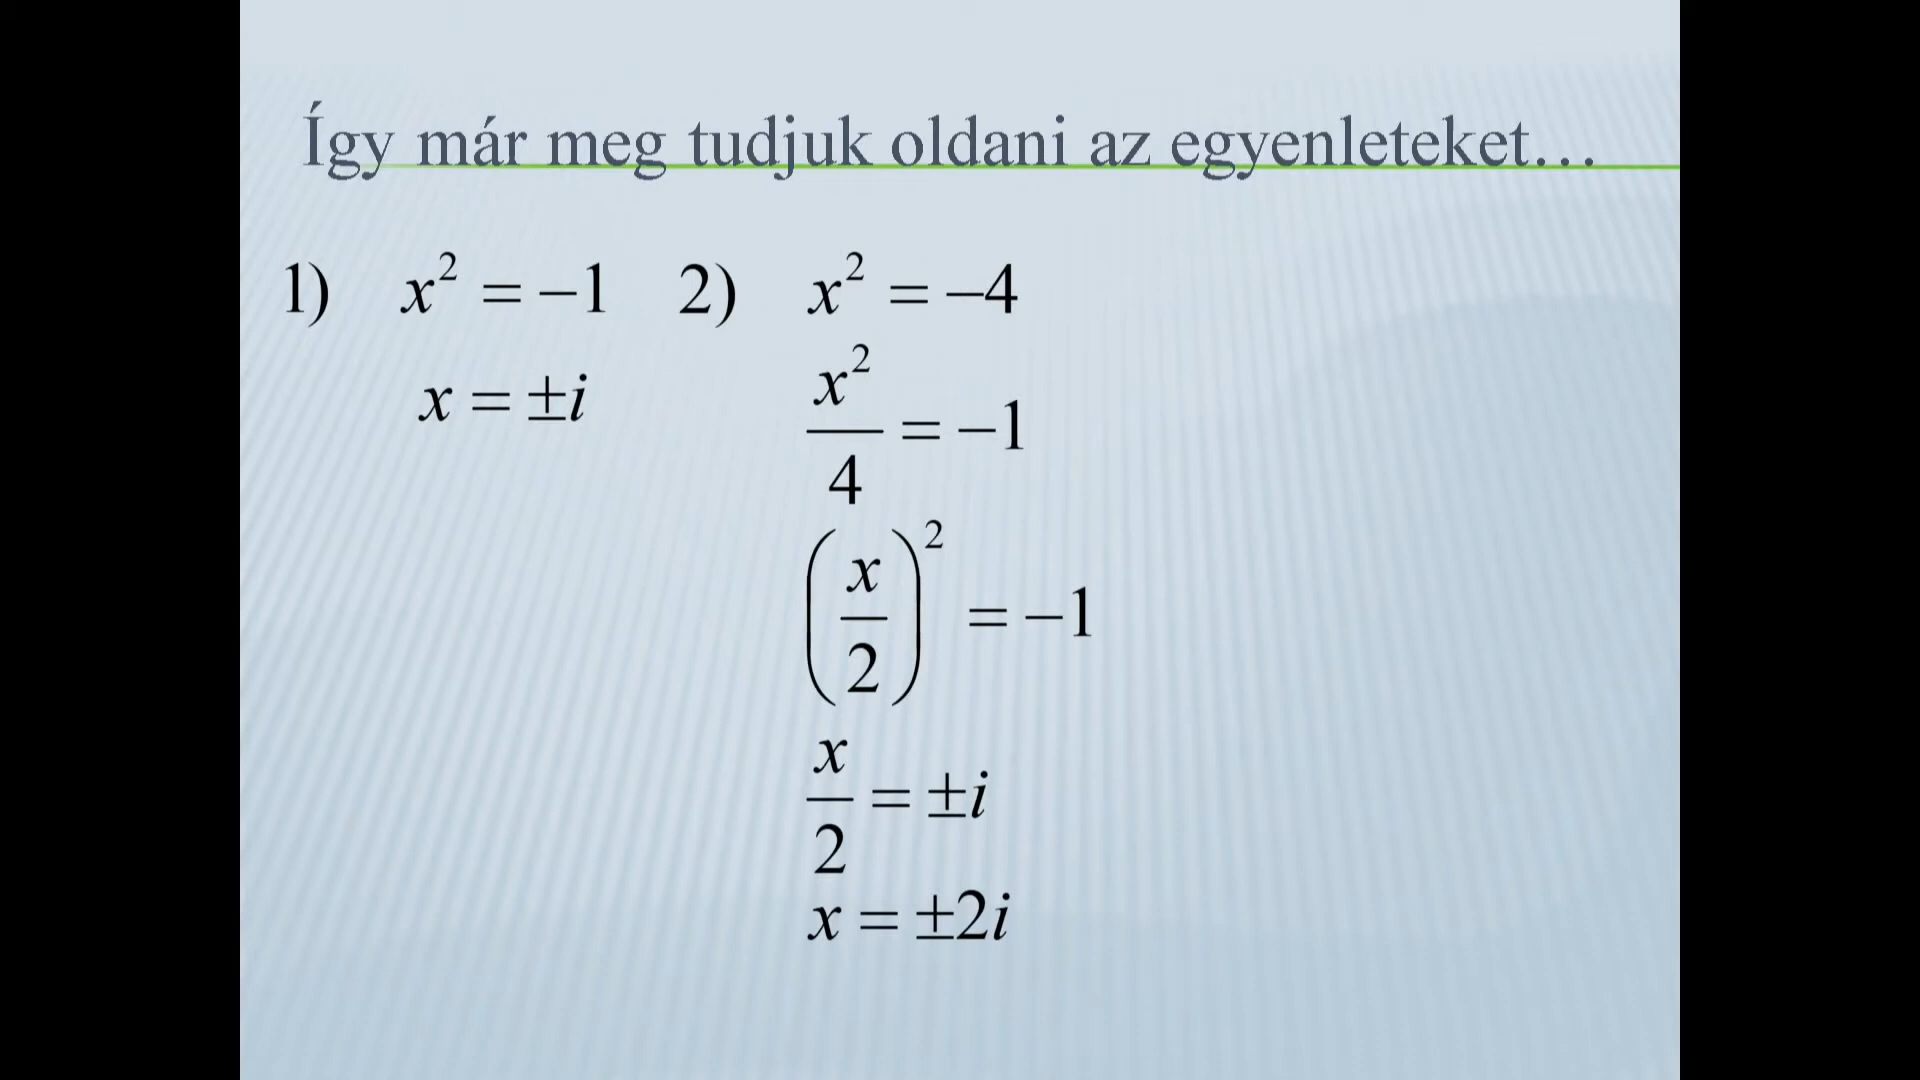 Így már meg tudjuk oldani az egyenleteket…
1) x² = −1
x = ±i
2) x² = −4
x²/4 = −1
(x/2)² = −1
x/2 = ±i
x = ±2i